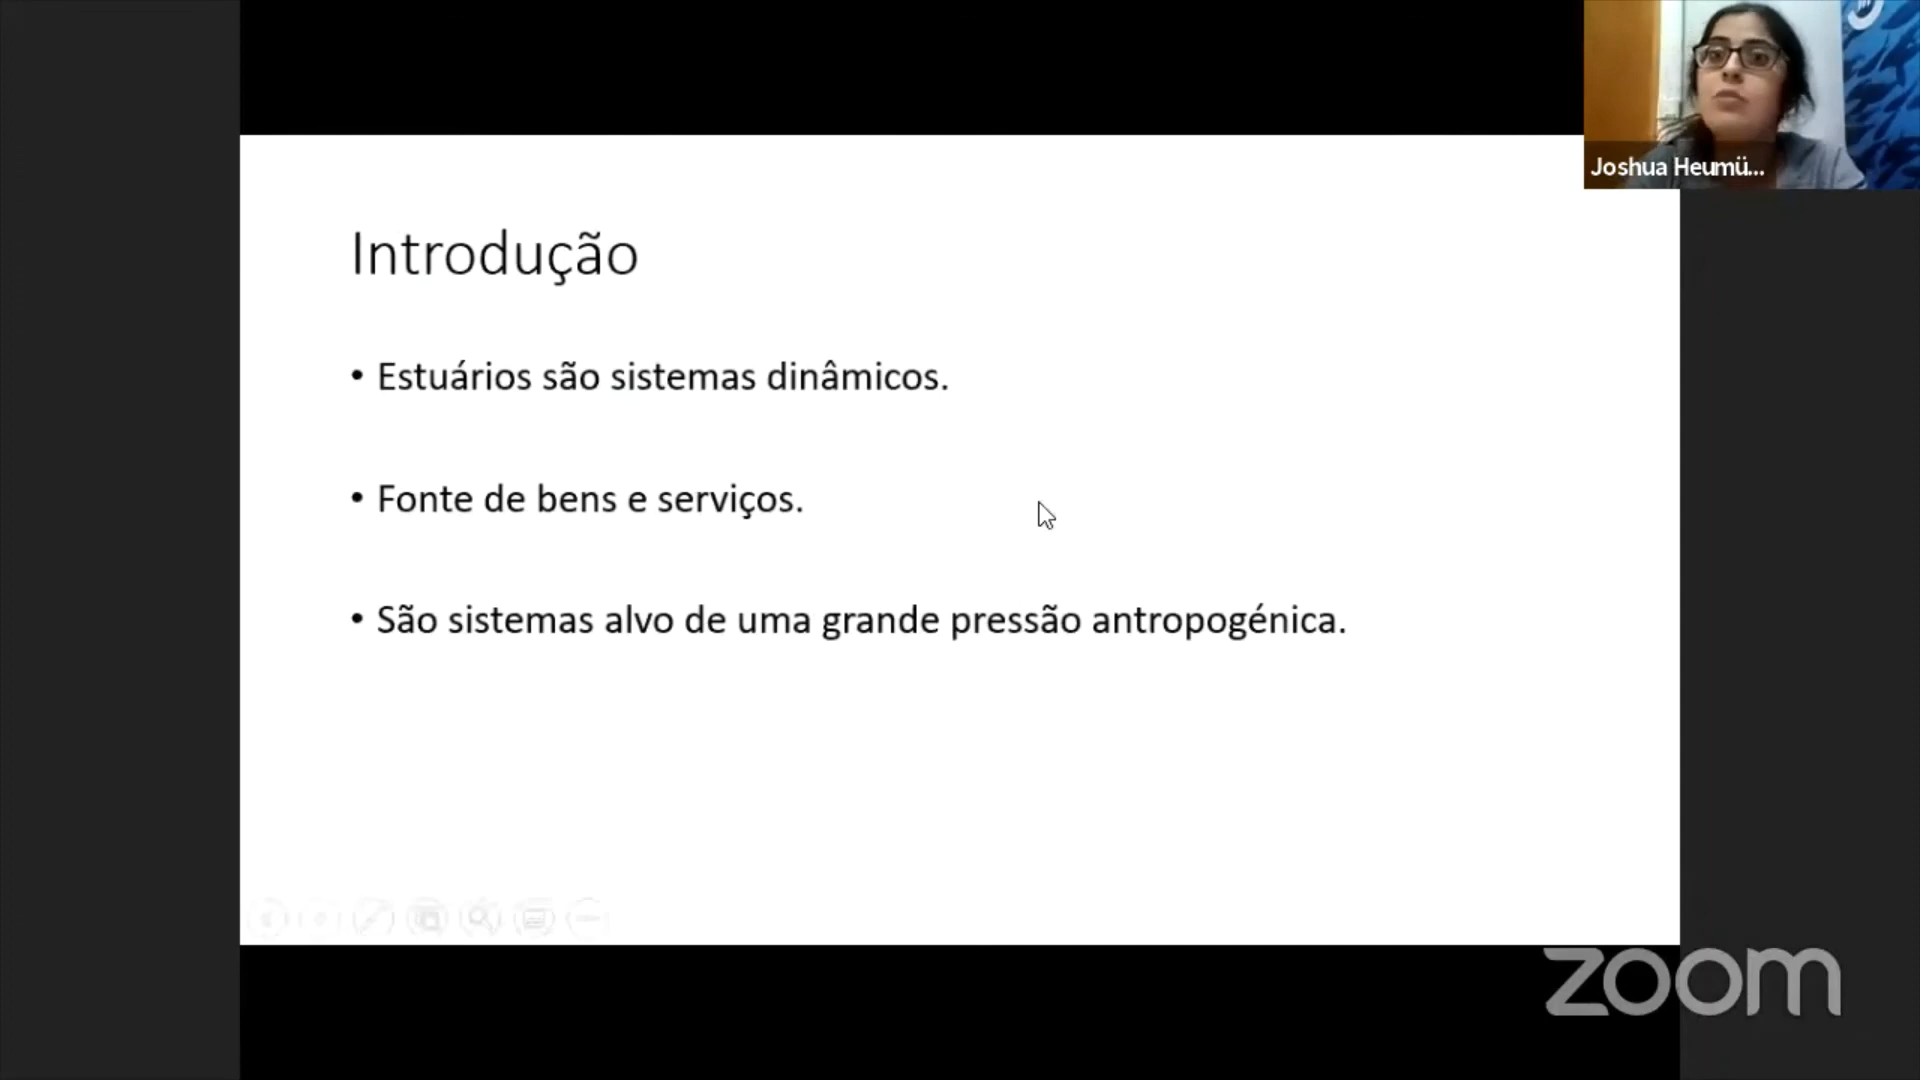 Joshua Heumü...
Introdução
• Estuários são sistemas dinâmicos.
• Fonte de bens e serviços.
• São sistemas alvo de uma grande pressão antropogénica.
zoom